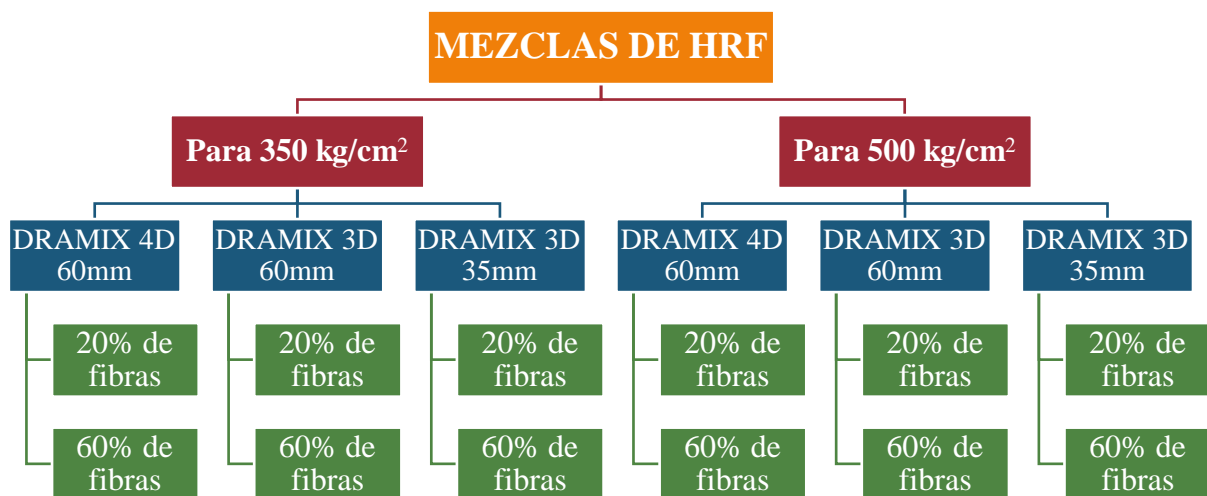 MEZCLAS DE HRF
Para 350 kg/cm²
Para 500 kg/cm²
DRAMIX 4D
60mm
DRAMIX 3D
60mm
DRAMIX 3D
35mm
DRAMIX 4D
60mm
DRAMIX 3D
60mm
DRAMIX 3D
35mm
20% de
fibras
20% de
fibras
20% de
fibras
20% de
fibras
20% de
fibras
20% de
fibras
60% de
fibras
60% de
fibras
60% de
fibras
60% de
fibras
60% de
fibras
60% de
fibras